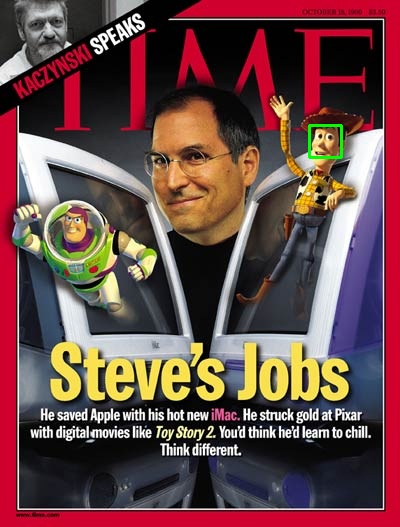 KACZYNSKI SPEAKS
OCTOBER 18, 1999 $3.50
TIME
Steve's Jobs
He saved Apple with his hot new iMac. He struck gold at Pixar
with digital movies like Toy Story 2. You'd think he'd learn to chill.
Think different.
www.time.com